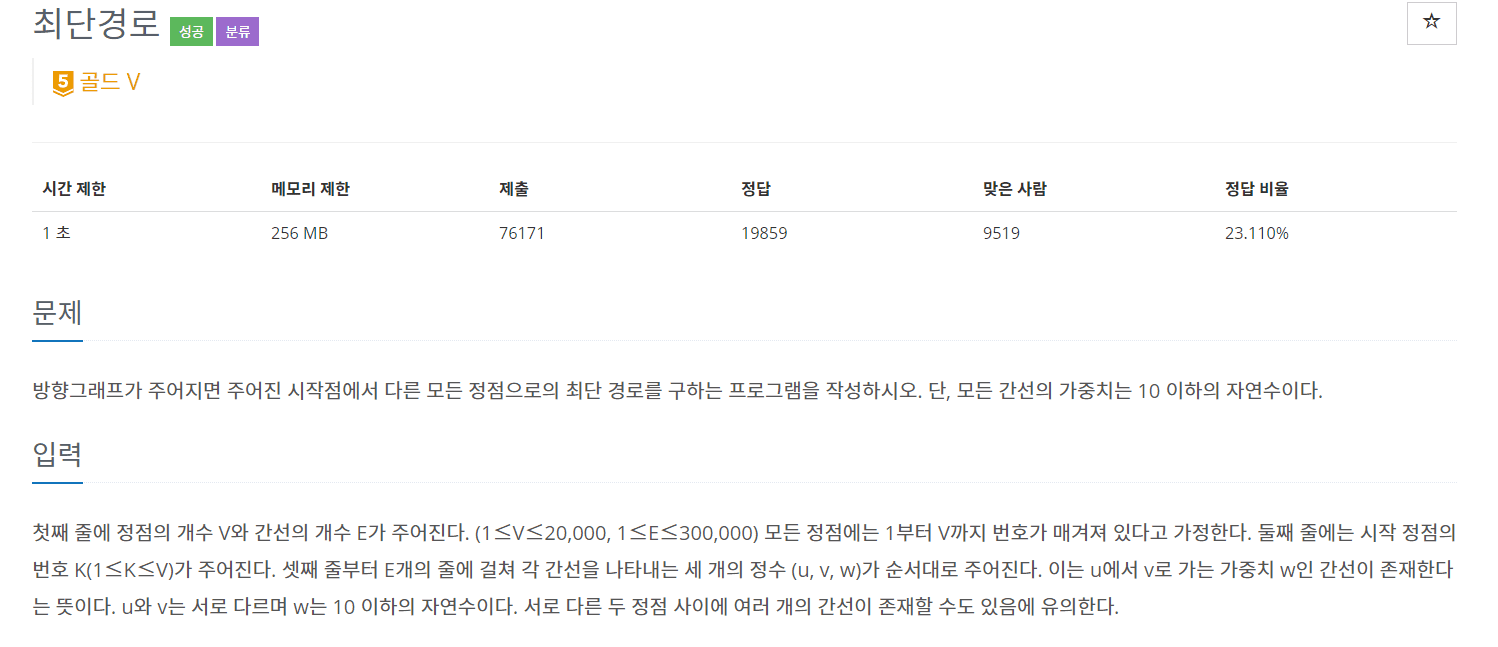 최단경로 성공 분류
☆
5 골드 V
시간 제한 메모리 제한 제출 정답 맞은 사람 정답 비율
1 초 256 MB 76171 19859 9519 23.110%
문제
방향그래프가 주어지면 주어진 시작점에서 다른 모든 정점으로의 최단 경로를 구하는 프로그램을 작성하시오. 단, 모든 간선의 가중치는 10 이하의 자연수이다.
입력
첫째 줄에 정점의 개수 V와 간선의 개수 E가 주어진다. (1≤V≤20,000, 1≤E≤300,000) 모든 정점에는 1부터 V까지 번호가 매겨져 있다고 가정한다. 둘째 줄에는 시작 정점의
번호 K(1≤K≤V)가 주어진다. 셋째 줄부터 E개의 줄에 걸쳐 각 간선을 나타내는 세 개의 정수 (u, v, w)가 순서대로 주어진다. 이는 u에서 v로 가는 가중치 w인 간선이 존재한다
는 뜻이다. u와 v는 서로 다르며 w는 10 이하의 자연수이다. 서로 다른 두 정점 사이에 여러 개의 간선이 존재할 수도 있음에 유의한다.